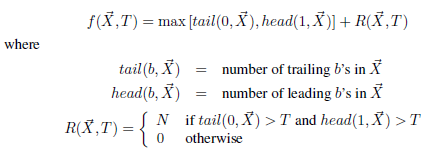 f(X⃗,T) = max [tail(0,X⃗), head(1,X⃗)] + R(X⃗,T)
where
tail(b,X⃗) = number of trailing b's in X⃗
head(b,X⃗) = number of leading b's in X⃗
R(X⃗,T) = { N if tail(0,X⃗) > T and head(1,X⃗) > T
0 otherwise